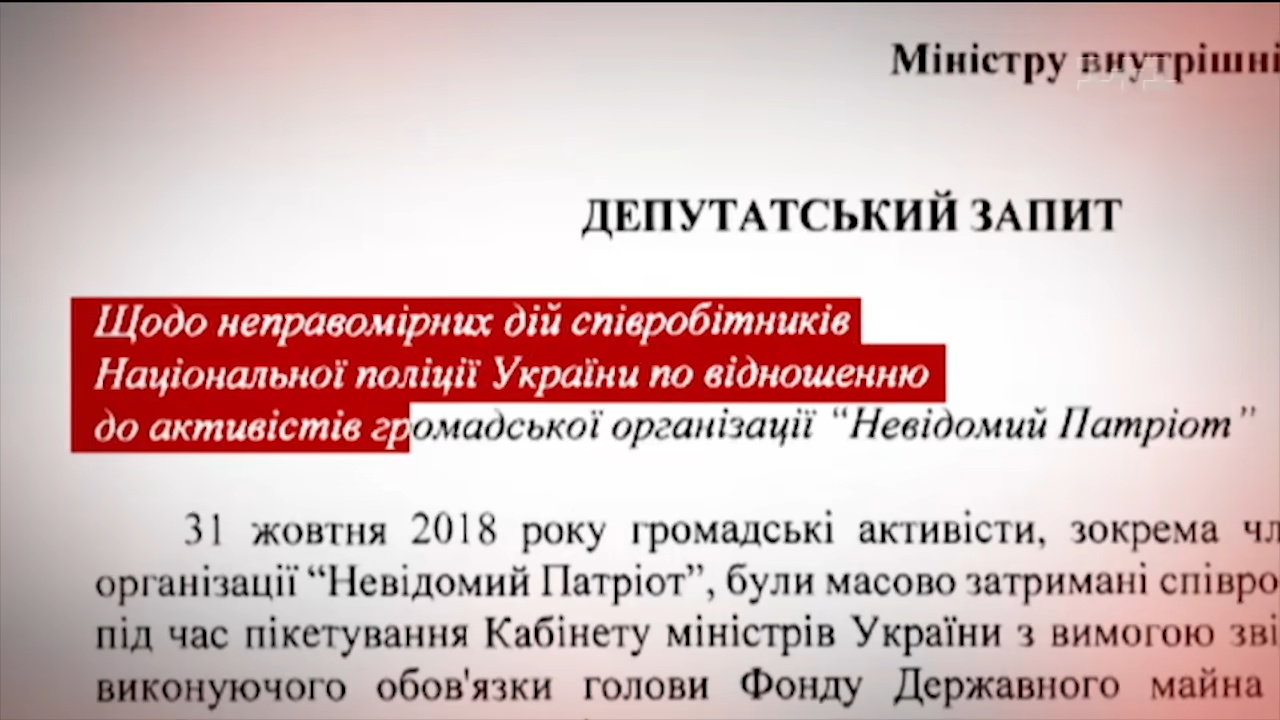 Міністру внутрішні
ДЕПУТАТСЬКИЙ ЗАПИТ
Щодо неправомірних дій співробітників
Національної поліції України по відношенню
до активістів громадської організації “Невідомий Патріот”
31 жовтня 2018 року громадські активісти, зокрема чл
організації “Невідомий Патріот”, були масово затримані співро
під час пікетування Кабінету міністрів України з вимогою зві
виконуючого обов'язки голови Фонду Державного майна